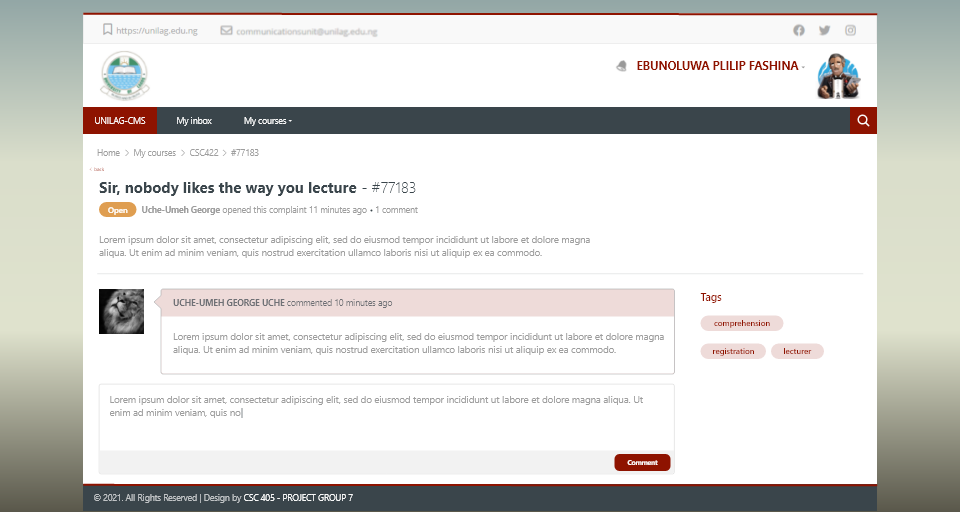 https://unilag.edu.ng
communicationsunit@unilag.edu.ng
EBUNOLUWA PLILIP FASHINA
UNILAG-CMS My inbox My courses
Home > My courses > CSC422 > #77183
< back
Sir, nobody likes the way you lecture - #77183
Open Uche-Umeh George opened this complaint 11 minutes ago • 1 comment
Lorem ipsum dolor sit amet, consectetur adipiscing elit, sed do eiusmod tempor incididunt ut labore et dolore magna
aliqua. Ut enim ad minim veniam, quis nostrud exercitation ullamco laboris nisi ut aliquip ex ea commodo.
UCHE-UMEH GEORGE UCHE commented 10 minutes ago
Lorem ipsum dolor sit amet, consectetur adipiscing elit, sed do eiusmod tempor incididunt ut labore et dolore magna
aliqua. Ut enim ad minim veniam, quis nostrud exercitation ullamco laboris nisi ut aliquip ex ea commodo.
Tags
comprehension
registration lecturer
Lorem ipsum dolor sit amet, consectetur adipiscing elit, sed do eiusmod tempor incididunt ut labore et dolore magna aliqua. Ut
enim ad minim veniam, quis no
Comment
© 2021. All Rights Reserved | Design by CSC 405 - PROJECT GROUP 7